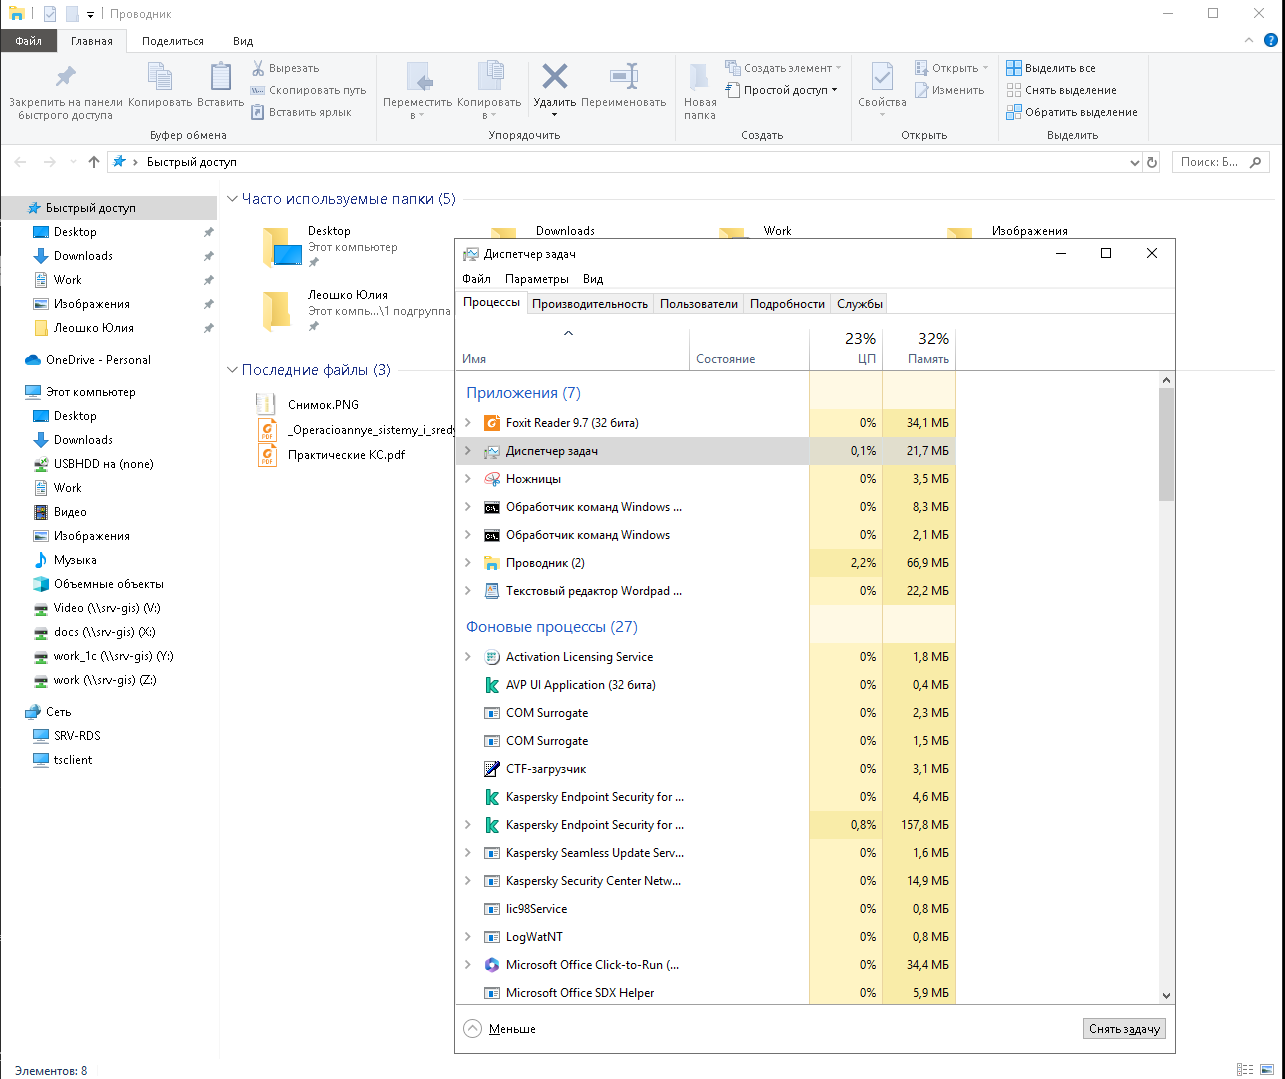 Проводник
Файл
Главная
Поделиться
Вид
Закрепить на панели быстрого доступа
Копировать
Вставить
Вырезать
Скопировать путь
Вставить ярлык
Буфер обмена
Переместить в
Копировать в
Удалить
Переименовать
Упорядочить
Новая папка
Создать элемент
Простой доступ
Создать
Свойства
Открыть
Изменить
Открыть
Выделить все
Снять выделение
Обратить выделение
Выделить
Быстрый доступ
Поиск: Б...
Быстрый доступ
Desktop
Downloads
Work
Изображения
Леошко Юлия
OneDrive - Personal
Этот компьютер
Desktop
Downloads
USBHDD на (none)
Work
Видео
Изображения
Музыка
Объемные объекты
Video (\\srv-gis) (V:)
docs (\\srv-gis) (X:)
work_1c (\\srv-gis) (Y:)
work (\\srv-gis) (Z:)
Сеть
SRV-RDS
tsclient
Часто используемые папки (5)
Desktop
Этот компьютер
Downloads
Work
Изображения
Леошко Юлия
Этот компь...\1 подгруппа
Последние файлы (3)
Снимок.PNG
_Operacioannye_sistemy_i_sredy
Практические КС.pdf
Диспетчер задач
Файл Параметры Вид
Процессы Производительность Пользователи Подробности Службы
23% 32%
Имя Состояние ЦП Память
Приложения (7)
Foxit Reader 9.7 (32 бита) 0% 34,1 МБ
Диспетчер задач 0,1% 21,7 МБ
Ножницы 0% 3,5 МБ
Обработчик команд Windows ... 0% 8,3 МБ
Обработчик команд Windows 0% 2,1 МБ
Проводник (2) 2,2% 66,9 МБ
Текстовый редактор Wordpad ... 0% 22,2 МБ
Фоновые процессы (27)
Activation Licensing Service 0% 1,8 МБ
AVP UI Application (32 бита) 0% 0,4 МБ
COM Surrogate 0% 2,3 МБ
COM Surrogate 0% 1,5 МБ
CTF-загрузчик 0% 3,1 МБ
Kaspersky Endpoint Security for ... 0% 4,6 МБ
Kaspersky Endpoint Security for ... 0,8% 157,8 МБ
Kaspersky Seamless Update Serv... 0% 1,6 МБ
Kaspersky Security Center Netw... 0% 14,9 МБ
lic98Service 0% 0,8 МБ
LogWatNT 0% 0,8 МБ
Microsoft Office Click-to-Run (... 0% 34,4 МБ
Microsoft Office SDX Helper 0% 5,9 МБ
Меньше
Снять задачу
Элементов: 8